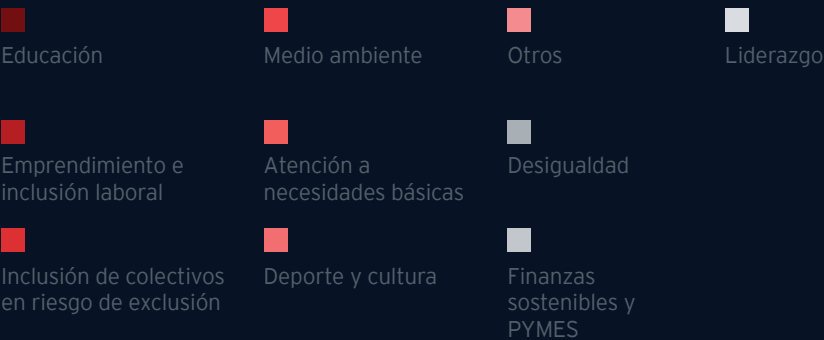 Educación
Medio ambiente
Otros
Liderazgo
Emprendimiento e
inclusión laboral
Atención a
necesidades básicas
Desigualdad
Inclusión de colectivos
en riesgo de exclusión
Deporte y cultura
Finanzas
sostenibles y
PYMES